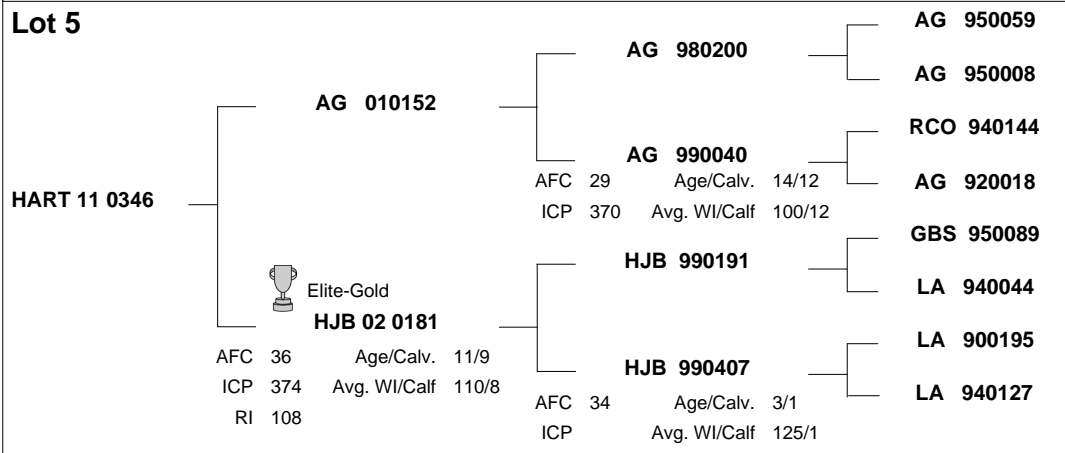 Lot 5
AG 950059
AG 980200
AG 950008
AG 010152
RCO 940144
AG 990040
AFC 29 Age/Calv. 14/12
AG 920018
HART 11 0346
ICP 370 Avg. WI/Calf 100/12
GBS 950089
HJB 990191
Elite-Gold
LA 940044
HJB 02 0181
LA 900195
AFC 36 Age/Calv. 11/9
HJB 990407
ICP 374 Avg. WI/Calf 110/8
LA 940127
AFC 34 Age/Calv. 3/1
RI 108
ICP Avg. WI/Calf 125/1